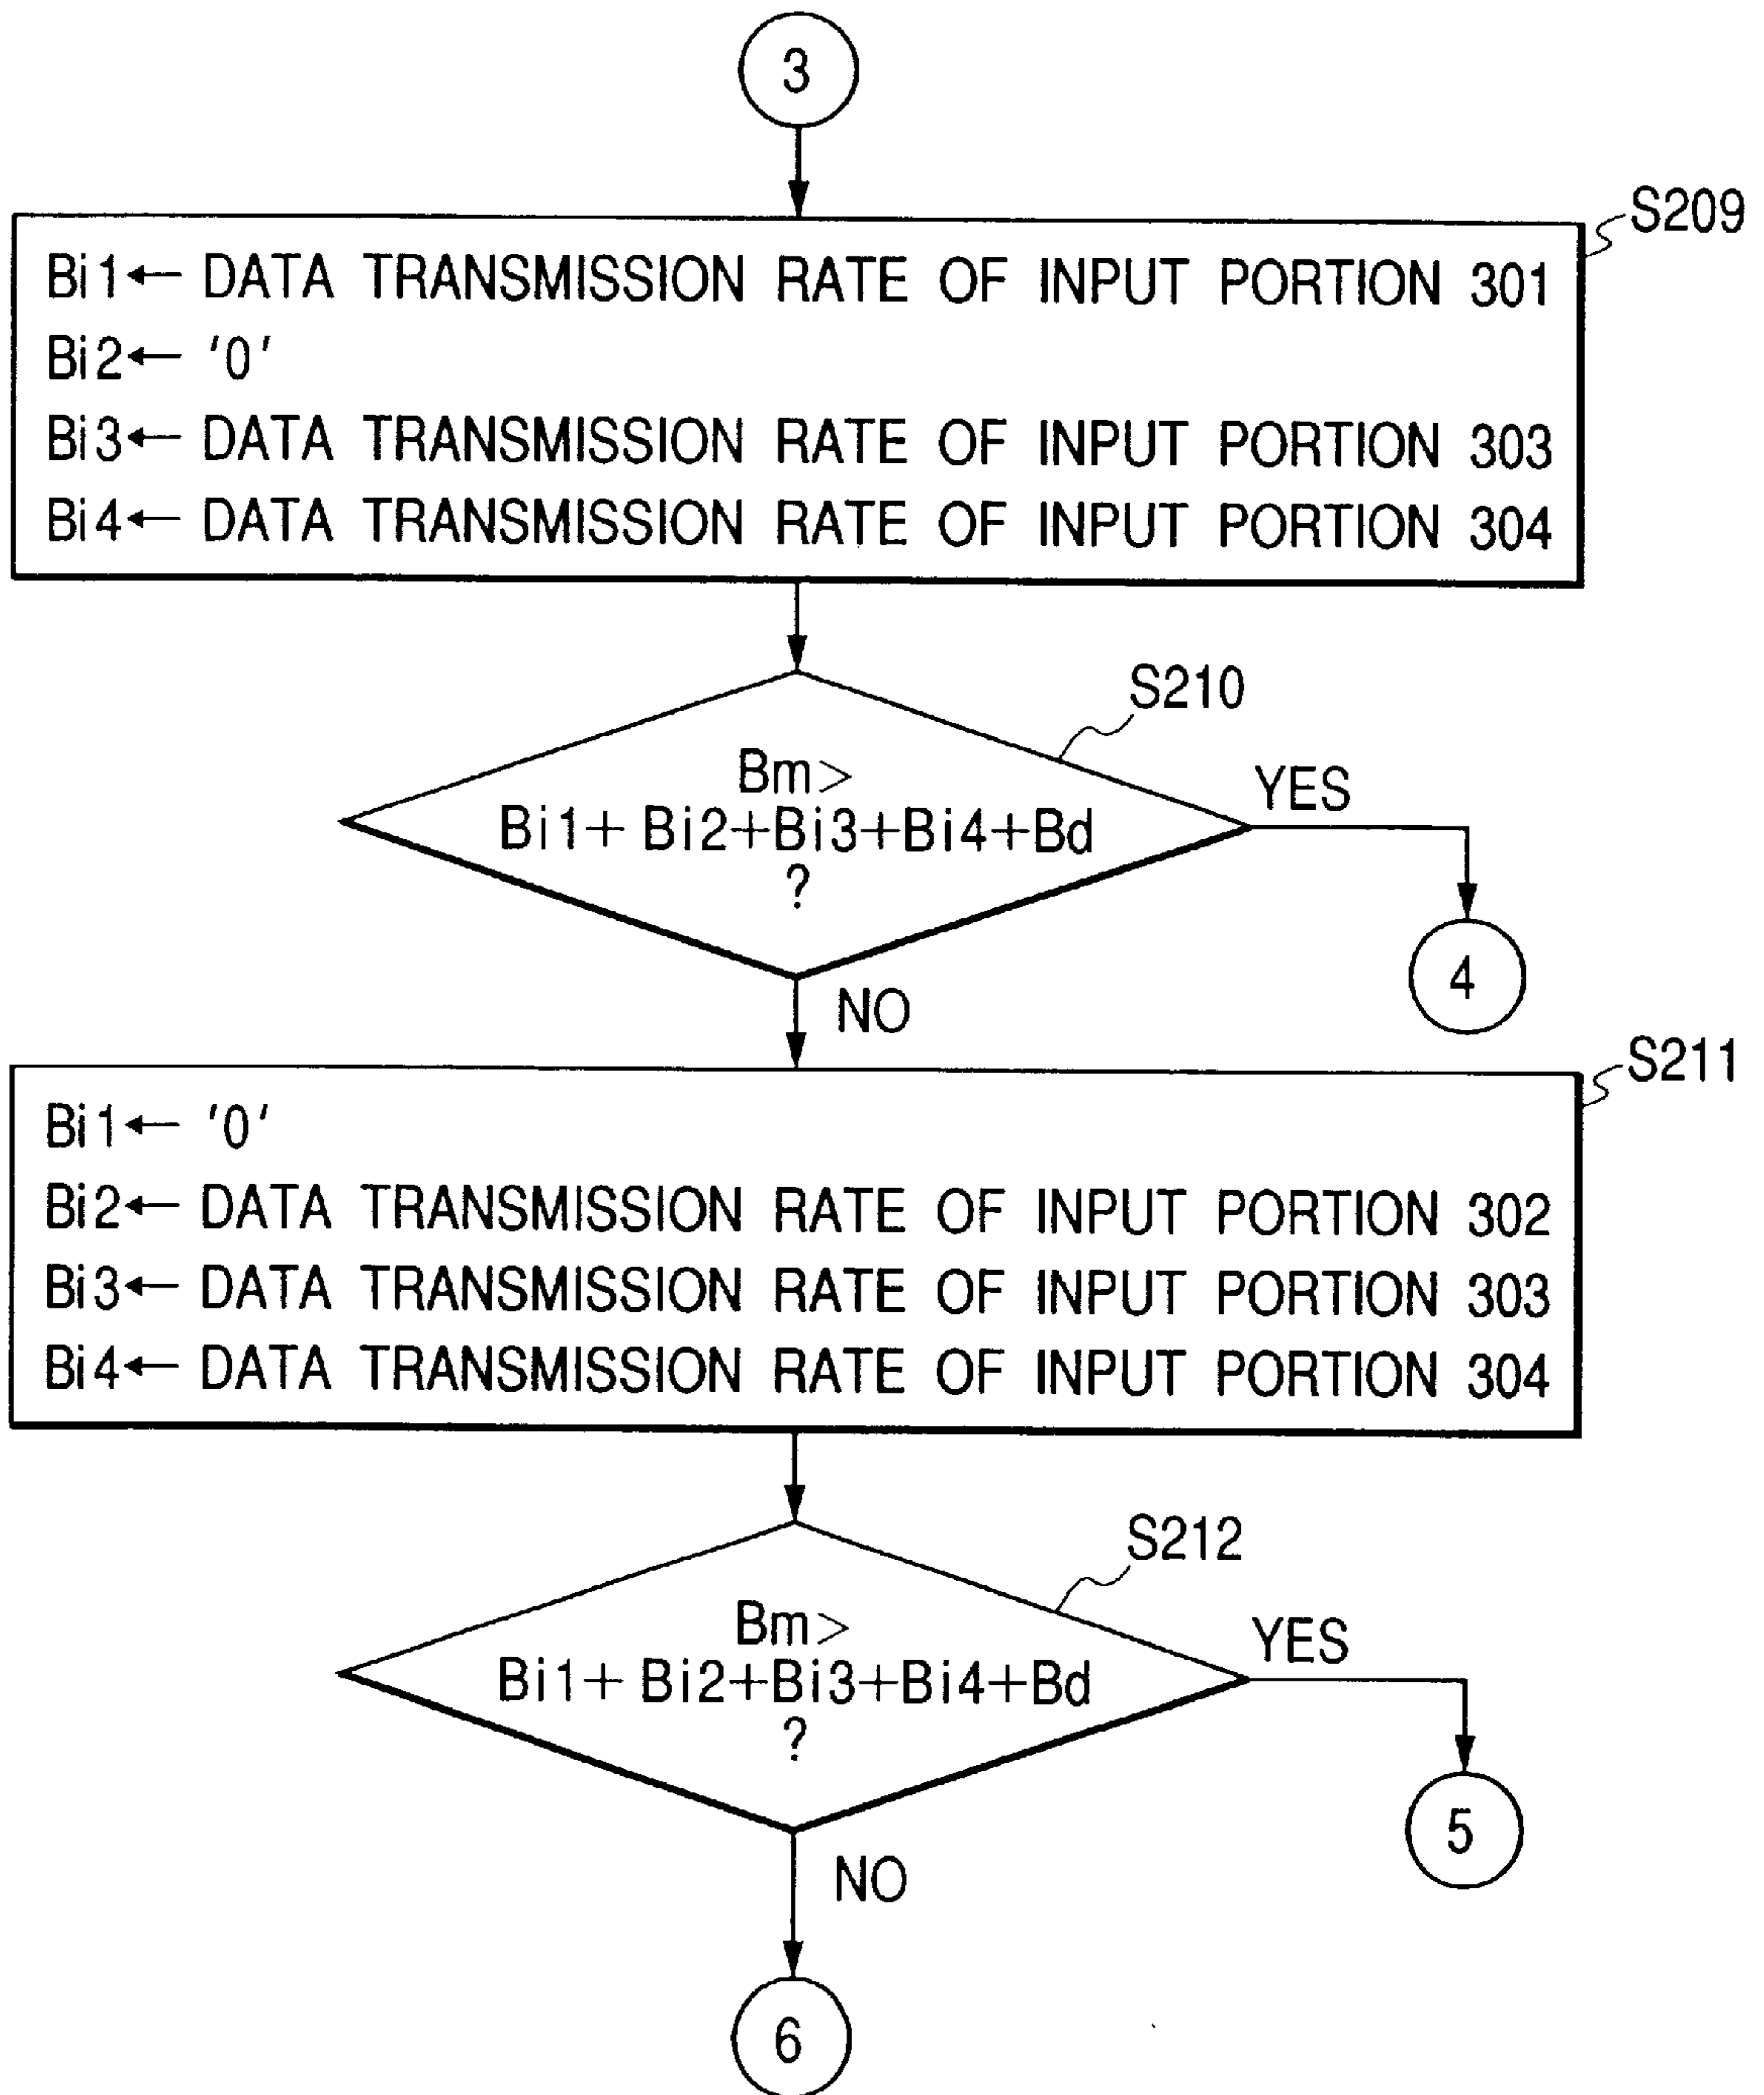 3
S209
Bi1← DATA TRANSMISSION RATE OF INPUT PORTION 301
Bi2← '0'
Bi3← DATA TRANSMISSION RATE OF INPUT PORTION 303
Bi4← DATA TRANSMISSION RATE OF INPUT PORTION 304
S210
Bm>
Bi1+ Bi2+Bi3+Bi4+Bd
?
YES
4
NO
S211
Bi1← '0'
Bi2← DATA TRANSMISSION RATE OF INPUT PORTION 302
Bi3← DATA TRANSMISSION RATE OF INPUT PORTION 303
Bi4← DATA TRANSMISSION RATE OF INPUT PORTION 304
S212
Bm>
Bi1+ Bi2+Bi3+Bi4+Bd
?
YES
5
NO
6